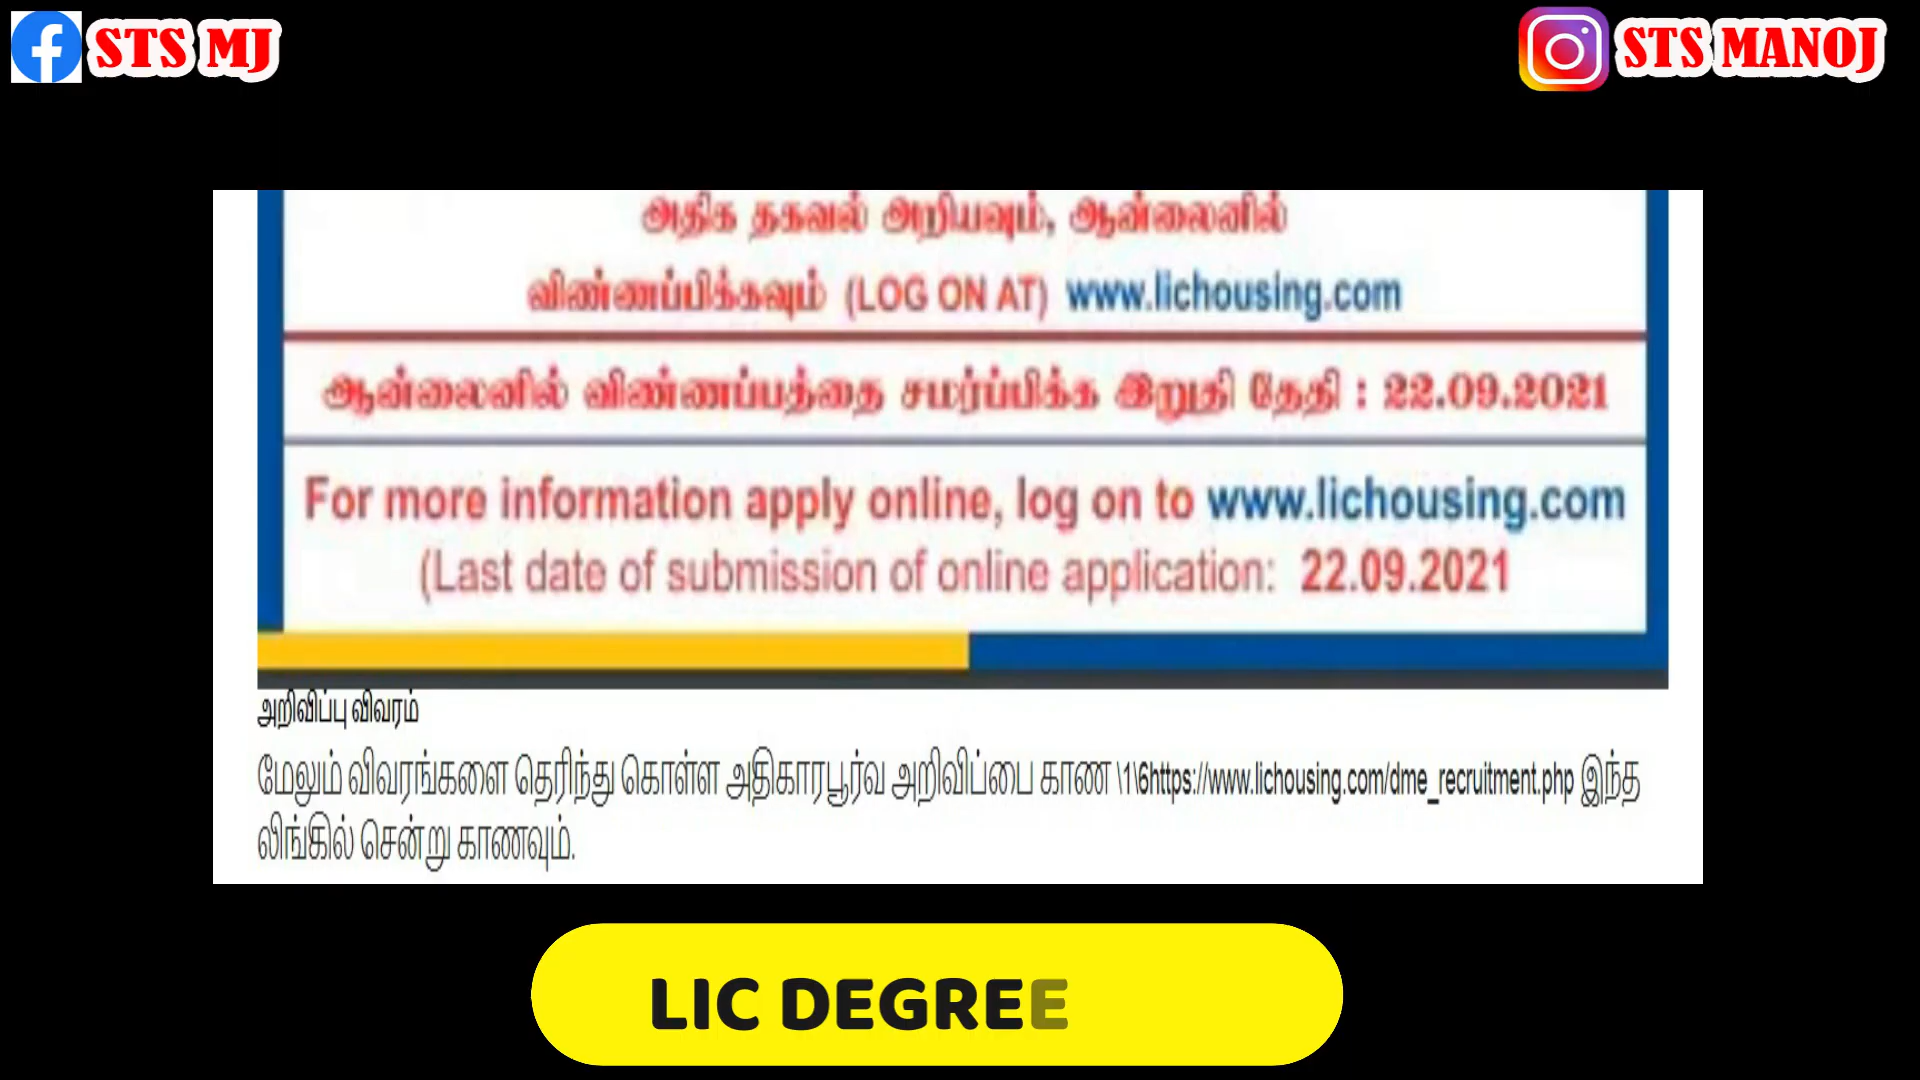 STS MJ
STS MANOJ
அதிக தகவல் அறியவும், ஆன்லைனில்
விண்ணப்பிக்கவும் (LOG ON AT) www.lichousing.com
ஆன்லைனில் விண்ணப்பத்தை சமர்ப்பிக்க இறுதி தேதி : 22.09.2021
For more information apply online, log on to www.lichousing.com
(Last date of submission of online application: 22.09.2021
அறிவிப்பு விவரம்
மேலும் விவரங்களை தெரிந்து கொள்ள அதிகாரபூர்வ அறிவிப்பை காண \1\6https://www.lichousing.com/dme_recruitment.php இந்த
லிங்கில் சென்று காணவும்.
LIC DEGREE